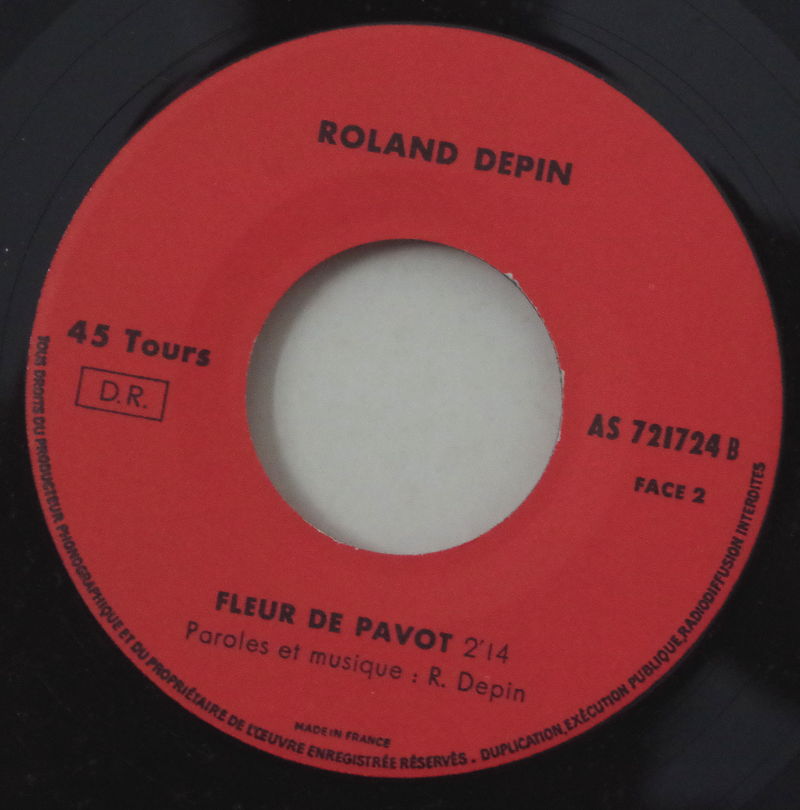 ROLAND DEPIN
45 Tours
D.R.
AS 721724 B
FACE 2
FLEUR DE PAVOT 2'14
Paroles et musique : R. Depin
MADE IN FRANCE
TOUS DROITS DU PRODUCTEUR PHONOGRAPHIQUE ET DU PROPRIÉTAIRE DE L'ŒUVRE ENREGISTRÉE RÉSERVÉS . DUPLICATION, EXÉCUTION PUBLIQUE, RADIODIFFUSION INTERDITES